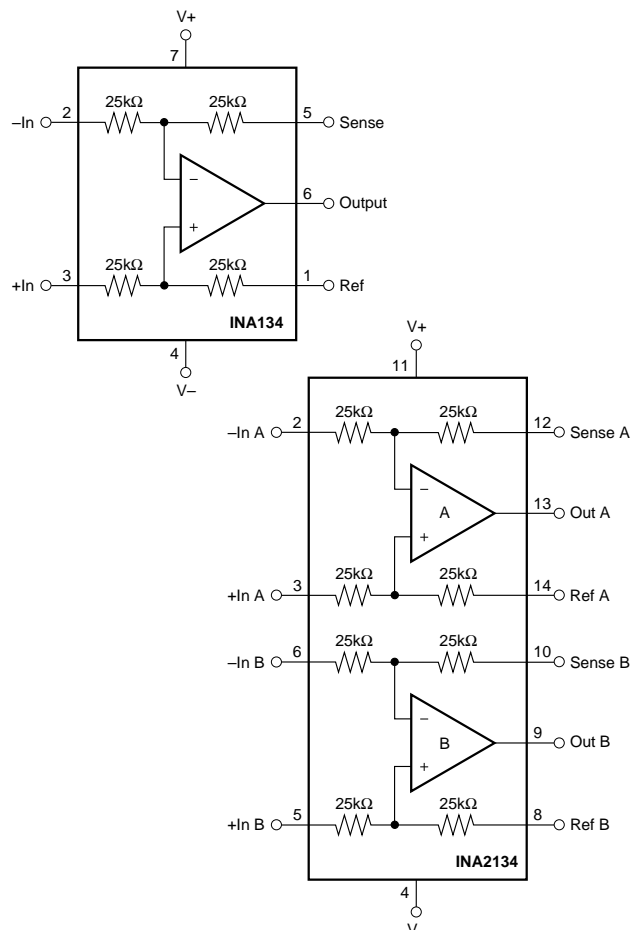 V+
7
25kΩ 25kΩ
–In 2 5 Sense
–
6 Output
+
25kΩ 25kΩ
+In 3 1 Ref
INA134
4
V–
V+
11
25kΩ 25kΩ
–In A 2 12 Sense A
–
A 13 Out A
+
25kΩ 25kΩ
+In A 3 14 Ref A
25kΩ 25kΩ
–In B 6 10 Sense B
–
B 9 Out B
+
25kΩ 25kΩ
+In B 5 8 Ref B
INA2134
4